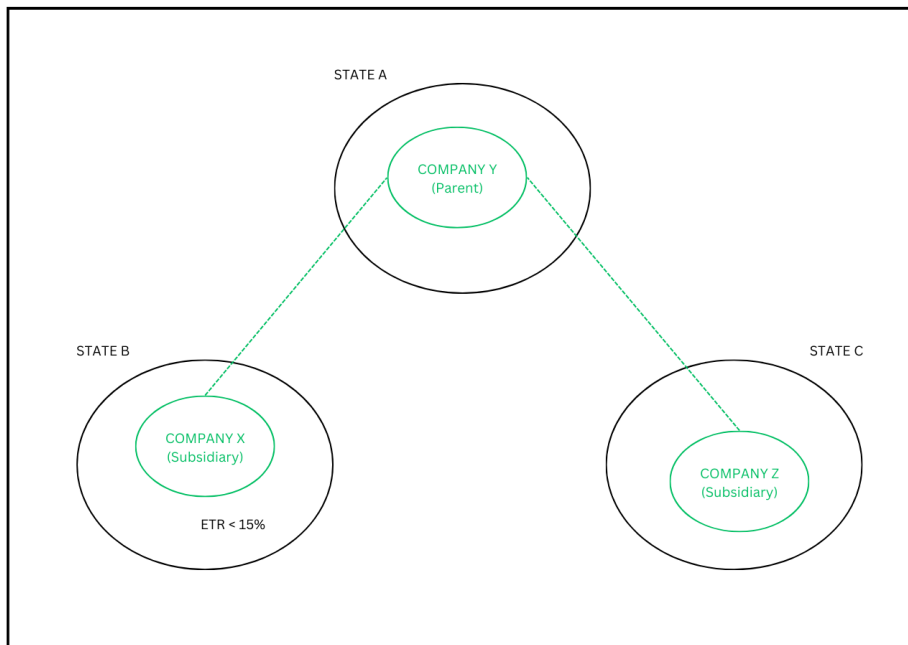 STATE A
COMPANY Y
(Parent)
STATE B
STATE C
COMPANY X
(Subsidiary)
COMPANY Z
(Subsidiary)
ETR < 15%